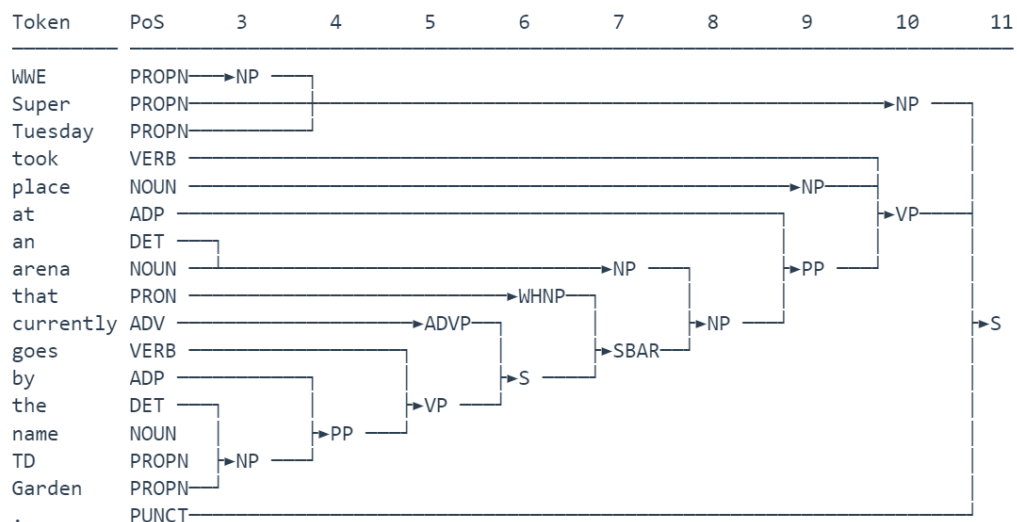 Token PoS 3 4 5 6 7 8 9 10 11
WWE PROPN NP
Super PROPN NP
Tuesday PROPN
took VERB
place NOUN NP
at ADP VP
an DET
arena NOUN NP PP
that PRON WHNP
currently ADV ADVP NP S
goes VERB SBAR
by ADP S
the DET VP
name NOUN PP
TD PROPN NP
Garden PROPN
. PUNCT